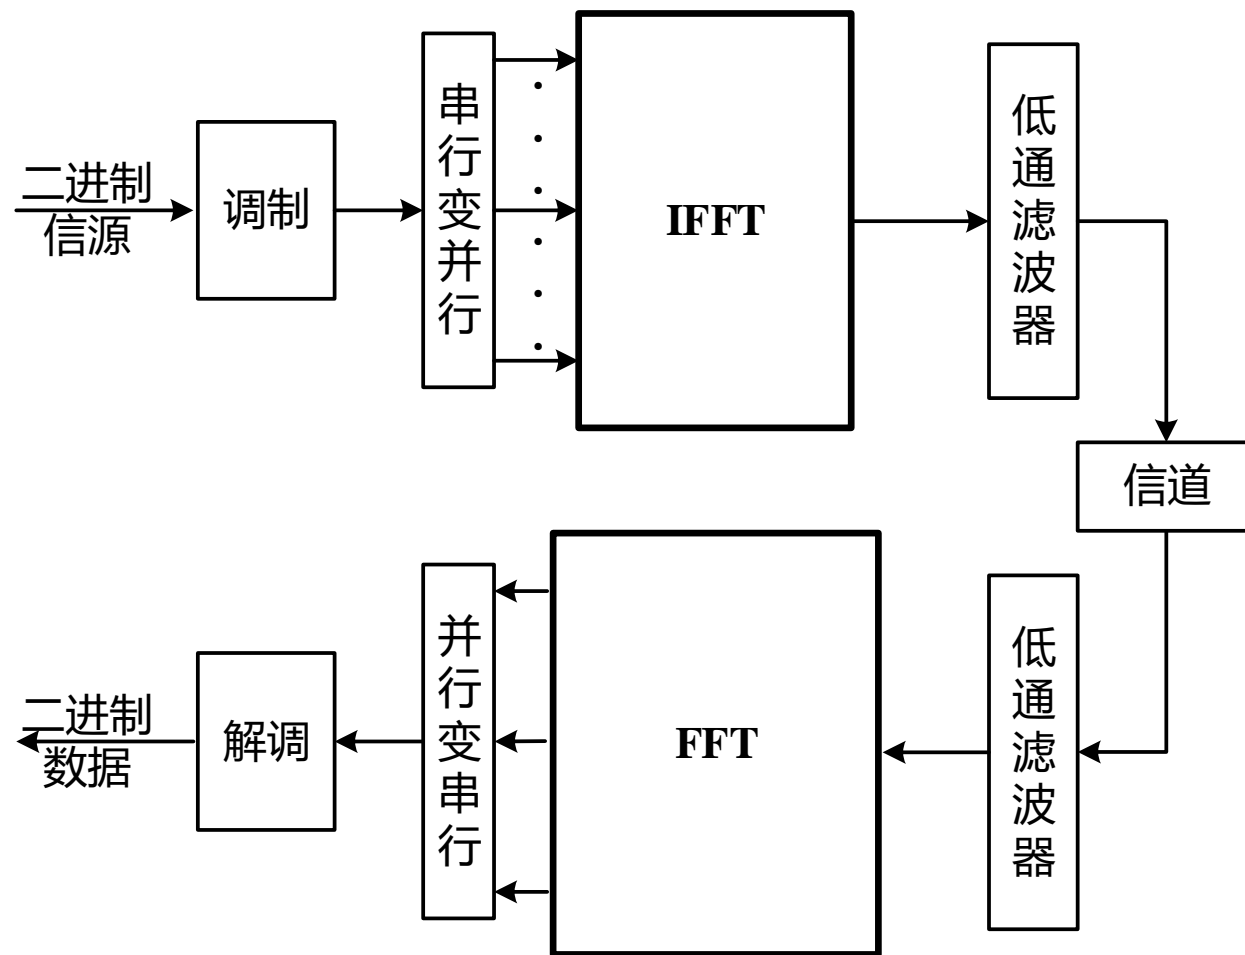 二进制
信源
调制
串行变并行
IFFT
低通滤波器
信道
低通滤波器
FFT
并行变串行
解调
二进制
数据